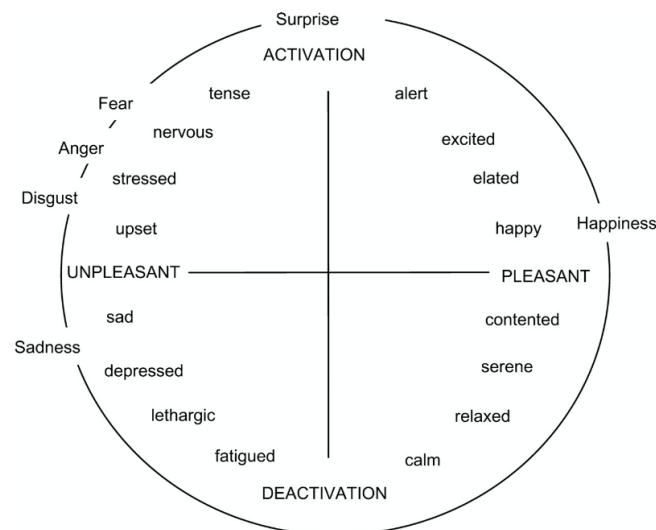 Surprise
ACTIVATION
tense
alert
Fear
nervous
excited
Anger
stressed
elated
Disgust
upset
happy
Happiness
UNPLEASANT
PLEASANT
sad
contented
Sadness
depressed
serene
lethargic
relaxed
fatigued
calm
DEACTIVATION